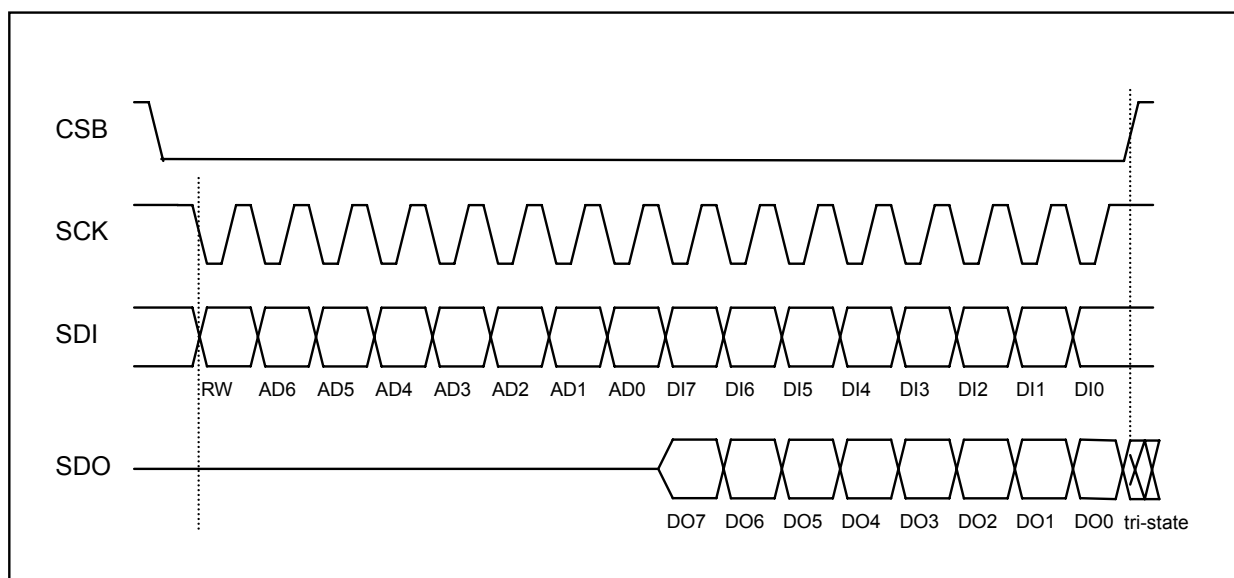 CSB
SCK
SDI
RW AD6 AD5 AD4 AD3 AD2 AD1 AD0 DI7 DI6 DI5 DI4 DI3 DI2 DI1 DI0
SDO
DO7 DO6 DO5 DO4 DO3 DO2 DO1 DO0 tri-state